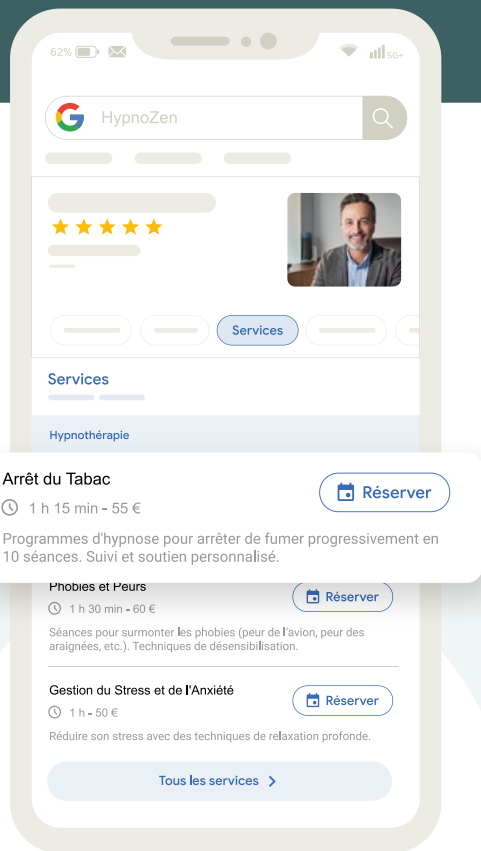 62%
5G+
HypnoZen
Services
Services
Hypnothérapie
Arrêt du Tabac
Réserver
1 h 15 min - 55 €
Programmes d'hypnose pour arrêter de fumer progressivement en
10 séances. Suivi et soutien personnalisé.
Phobies et Peurs
Réserver
1 h 30 min - 60 €
Séances pour surmonter les phobies (peur de l'avion, peur des
araignées, etc.). Techniques de désensibilisation.
Gestion du Stress et de l'Anxiété
Réserver
1 h - 50 €
Réduire son stress avec des techniques de relaxation profonde.
Tous les services